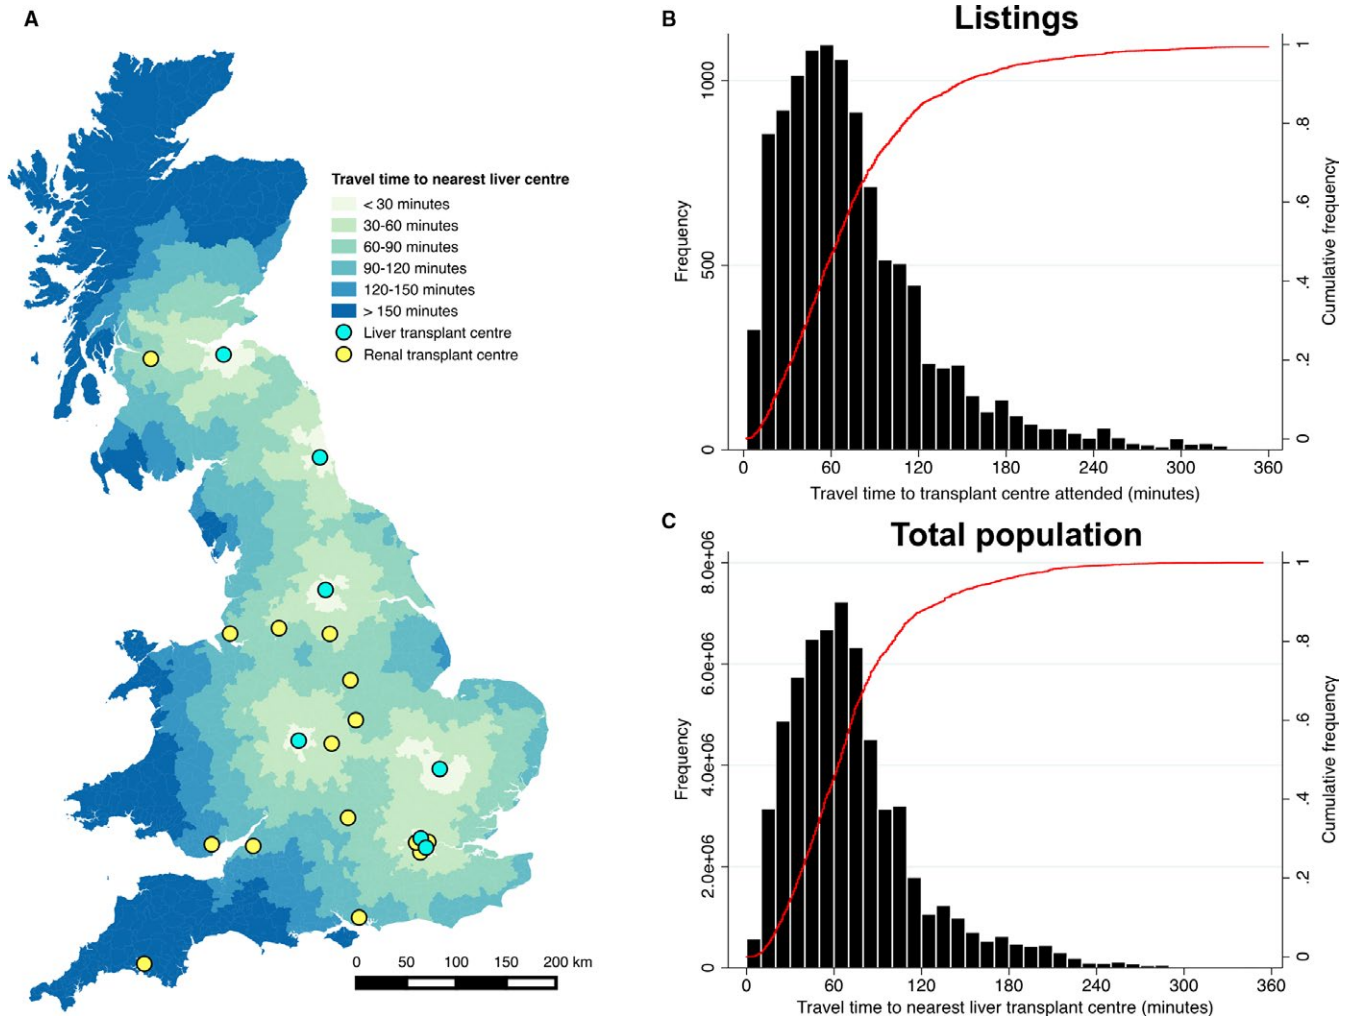 A
Travel time to nearest liver centre
< 30 minutes
30-60 minutes
60-90 minutes
90-120 minutes
120-150 minutes
> 150 minutes
Liver transplant centre
Renal transplant centre
0 50 100 150 200 km
B
Listings
Frequency
0
500
1000
Cumulative frequency
0
.2
.4
.6
.8
1
0 60 120 180 240 300 360
Travel time to transplant centre attended (minutes)
C
Total population
Frequency
0
2.0e+06
4.0e+06
6.0e+06
8.0e+06
Cumulative frequency
0
.2
.4
.6
.8
1
0 60 120 180 240 300 360
Travel time to nearest liver transplant centre (minutes)